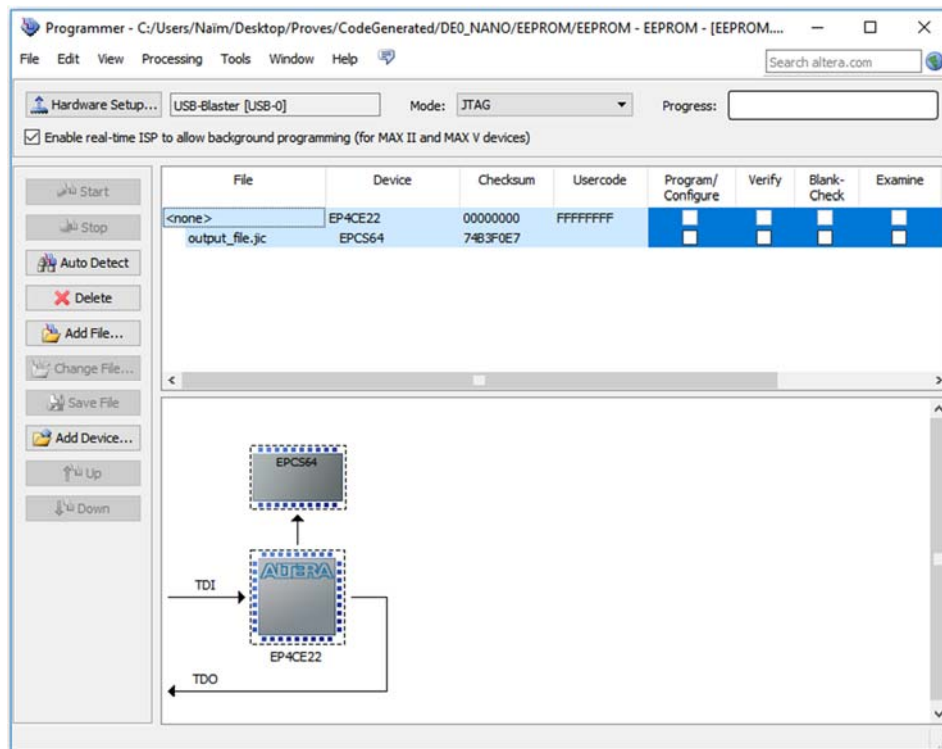 Programmer - C:/Users/Naïm/Desktop/Proves/CodeGenerated/DE0_NANO/EEPROM/EEPROM - EEPROM - [EEPROM....
File Edit View Processing Tools Window Help
Search altera.com
Hardware Setup... USB-Blaster [USB-0] Mode: JTAG Progress:
Enable real-time ISP to allow background programming (for MAX II and MAX V devices)
Start
Stop
Auto Detect
Delete
Add File...
Change File...
Save File
Add Device...
Up
Down
File Device Checksum Usercode Program/ Verify Blank- Examine
Configure Check
<none> EP4CE22 00000000 FFFFFFFF
output_file.jic EPCS64 74B3F0E7
EPCS64
ALTERA
TDI
EP4CE22
TDO